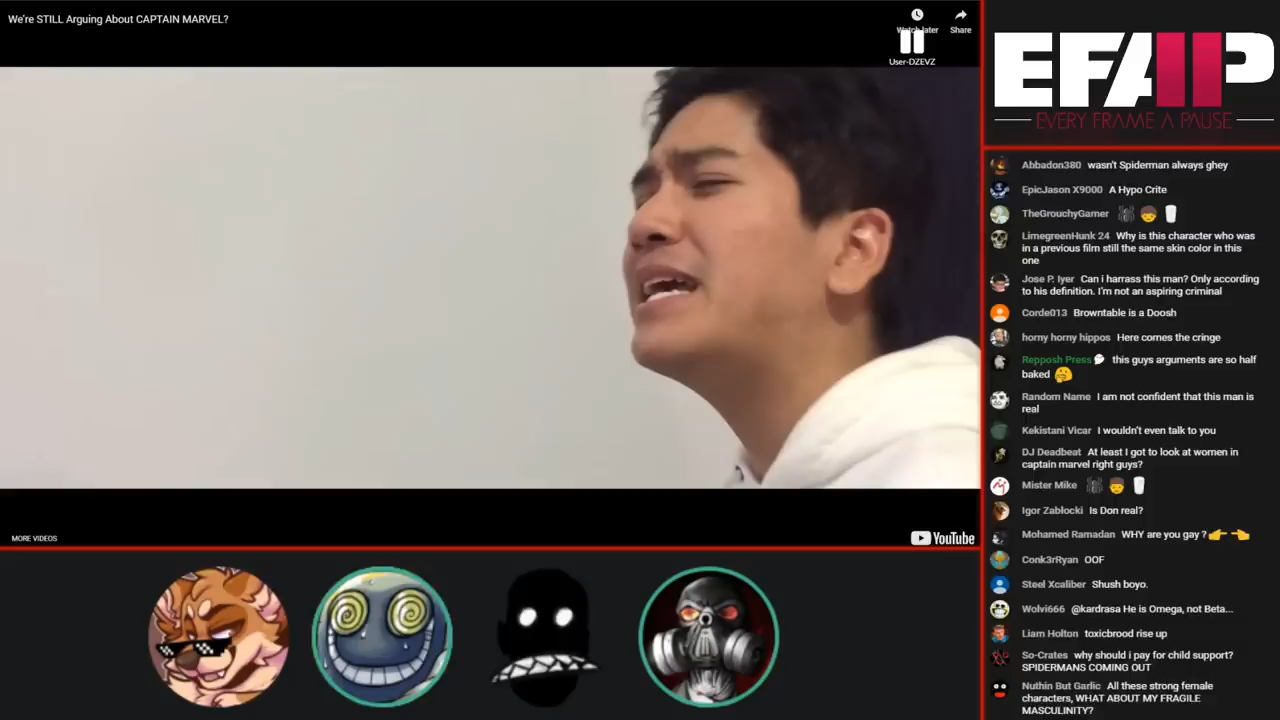 We're STILL Arguing About CAPTAIN MARVEL?
Watch later
Share
User-DZEVZ
MORE VIDEOS
YouTube
EFAP
EVERY FRAME A PAUSE
Abbadon380 wasn't Spiderman always ghey
EpicJason X9000 A Hypo Crite
TheGrouchyGamer
LimegreenHunk 24 Why is this character who was
in a previous film still the same skin color in this
one
Jose P. Iyer Can i harrass this man? Only according
to his definition. I'm not an aspiring criminal
Corde013 Browntable is a Doosh
horny horny hippos Here comes the cringe
Repposh Press this guys arguments are so half
baked
Random Name I am not confident that this man is
real
Kekistani Vicar I wouldn't even talk to you
DJ Deadbeat At least I got to look at women in
captain marvel right guys?
Mister Mike
Igor Zabłocki Is Don real?
Mohamed Ramadan WHY are you gay ?
Conk3rRyan OOF
Steel Xcaliber Shush boyo.
Wolvi666 @kardrasa He is Omega, not Beta...
Liam Holton toxicbrood rise up
So-Crates why should i pay for child support?
SPIDERMANS COMING OUT
Nuthin But Garlic All these strong female
characters, WHAT ABOUT MY FRAGILE
MASCULINITY?